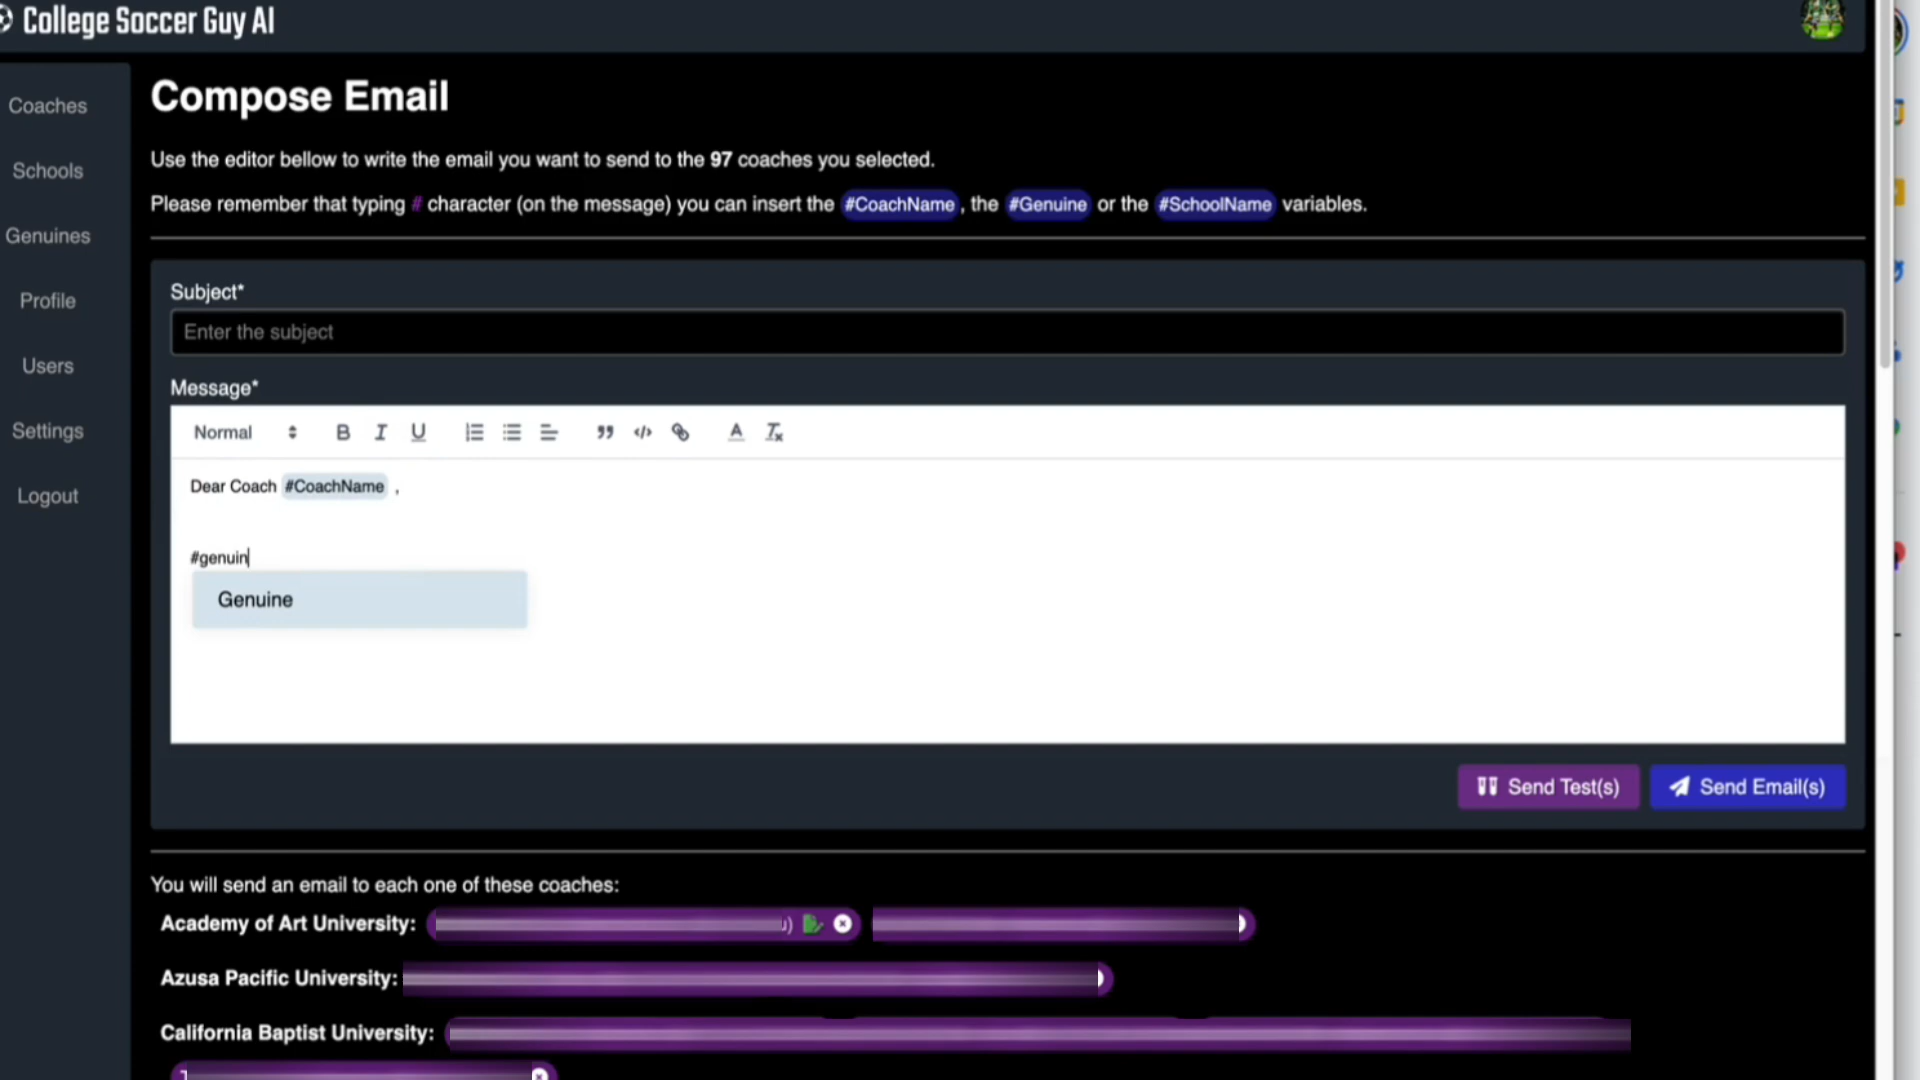 College Soccer Guy AI
Coaches
Schools
Genuines
Profile
Users
Settings
Logout
Compose Email
Use the editor bellow to write the email you want to send to the 97 coaches you selected.
Please remember that typing # character (on the message) you can insert the #CoachName , the #Genuine or the #SchoolName variables.
Subject*
Enter the subject
Message*
Normal
Dear Coach #CoachName ,
#genuin
Genuine
Send Test(s)
Send Email(s)
You will send an email to each one of these coaches:
Academy of Art University:
Azusa Pacific University:
California Baptist University: